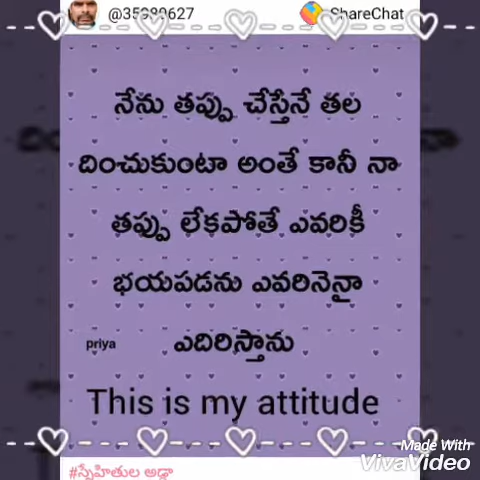 @35989627 ShareChat
నేను తప్పు చేస్తేనే తల
దించుకుంటా అంతే కానీ నా
తప్పు లేకపోతే ఎవరికీ
భయపడను ఎవరినెనైా
priya ఎదిరిస్తాను
This is my attitude
Made With
VivaVideo
#స్నేహితుల అడ్డా